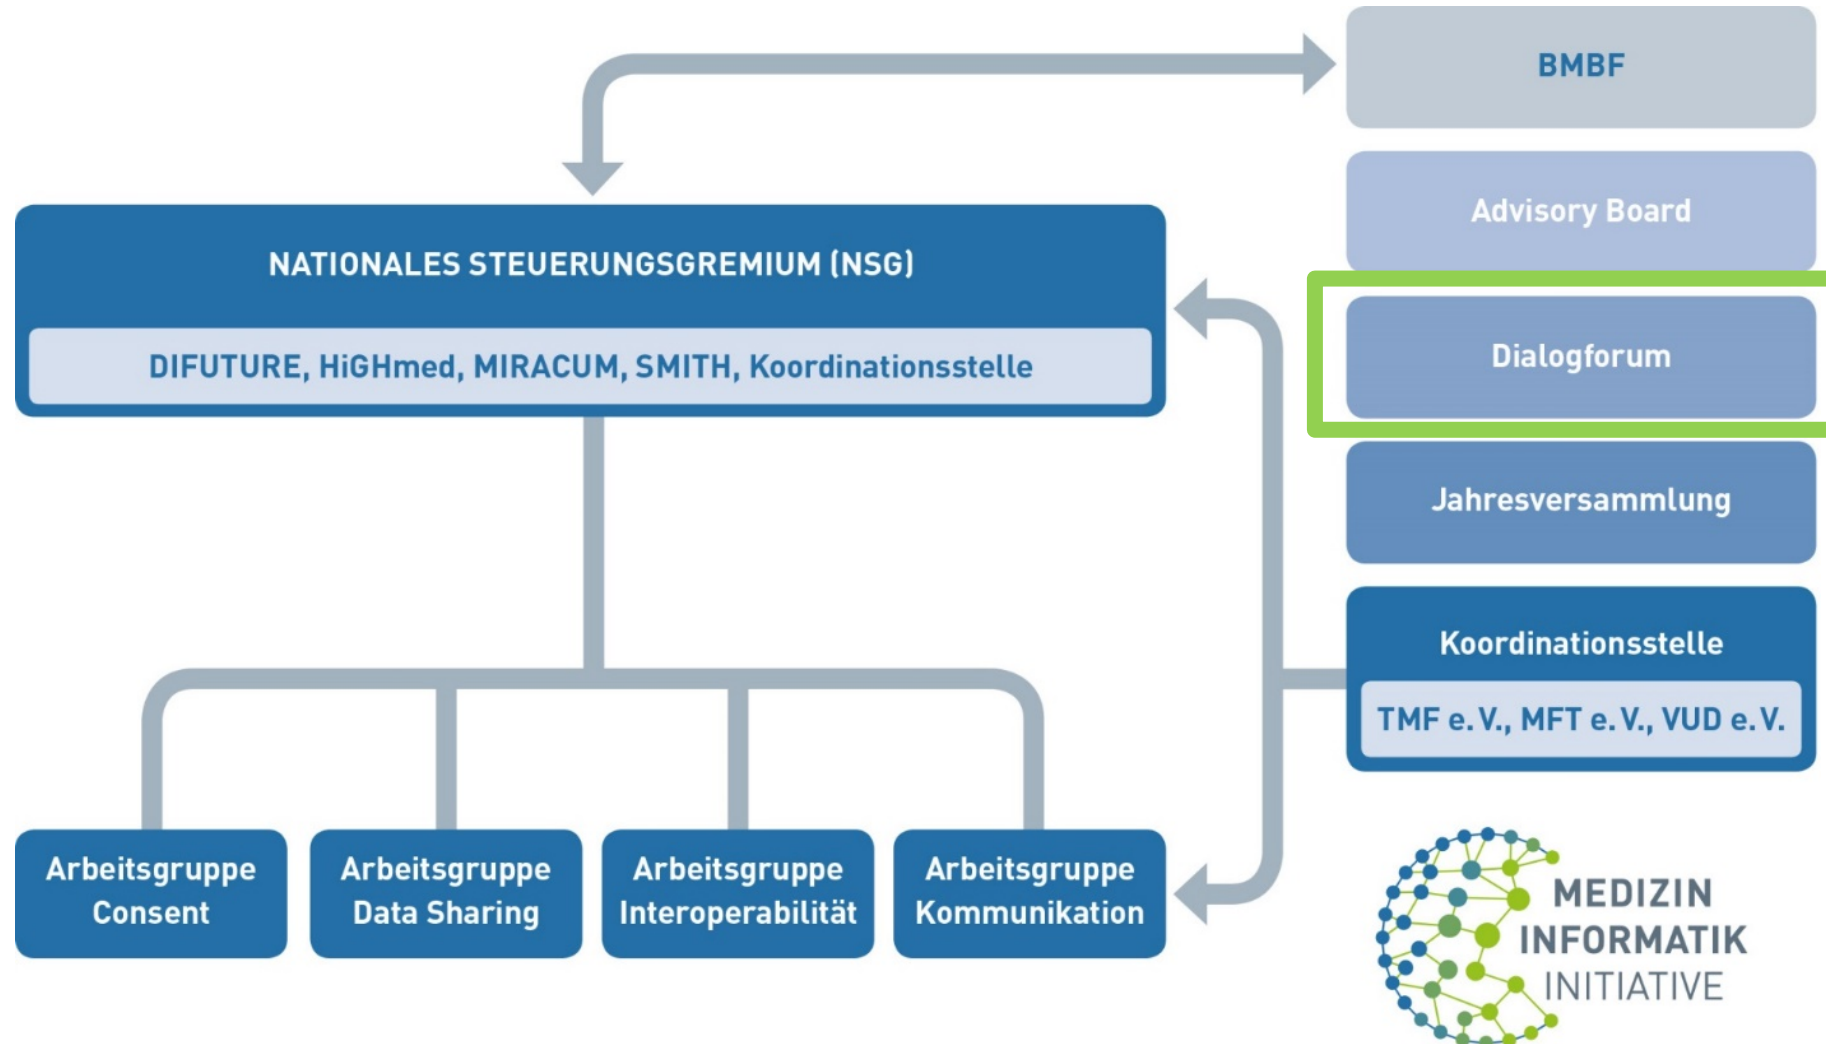 BMBF
Advisory Board
NATIONALES STEUERUNGSGREMIUM (NSG)
DIFUTURE, HiGHmed, MIRACUM, SMITH, Koordinationsstelle
Dialogforum
Jahresversammlung
Koordinationsstelle
TMF e. V., MFT e. V., VUD e. V.
Arbeitsgruppe
Consent
Arbeitsgruppe
Data Sharing
Arbeitsgruppe
Interoperabilität
Arbeitsgruppe
Kommunikation
MEDIZIN
INFORMATIK
INITIATIVE